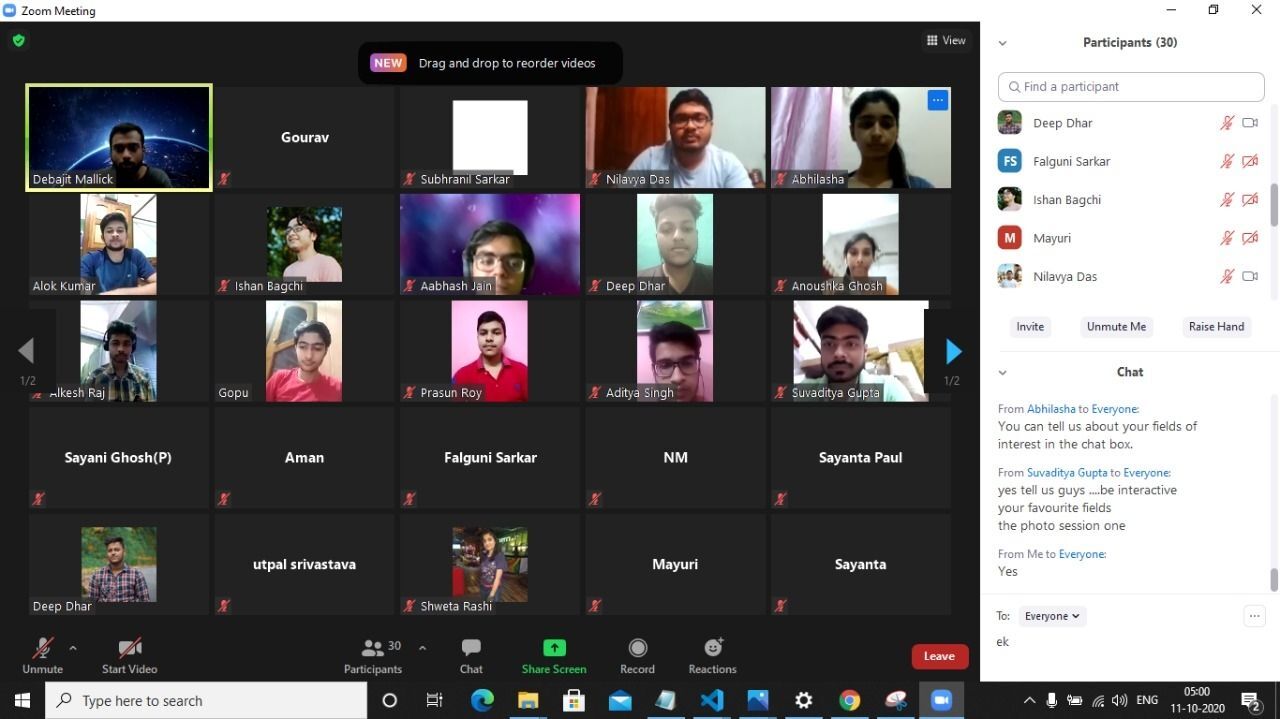 Zoom Meeting
View
NEW Drag and drop to reorder videos
Debajit Mallick
Gourav
Subhranil Sarkar
Nilavya Das
Abhilasha
Alok Kumar
Ishan Bagchi
Aabhash Jain
Deep Dhar
Anoushka Ghosh
1/2
Alkesh Raj
Gopu
Prasun Roy
Aditya Singh
Suvaditya Gupta
1/2
Sayani Ghosh(P)
Aman
Falguni Sarkar
NM
Sayanta Paul
Deep Dhar
utpal srivastava
Shweta Rashi
Mayuri
Sayanta
Unmute
Start Video
Participants
30
Chat
Share Screen
Record
Reactions
Leave
Participants (30)
Find a participant
Deep Dhar
FS Falguni Sarkar
Ishan Bagchi
M Mayuri
Nilavya Das
Invite
Unmute Me
Raise Hand
Chat
From Abhilasha to Everyone:
You can tell us about your fields of
interest in the chat box.
From Suvaditya Gupta to Everyone:
yes tell us guys ....be interactive
your favourite fields
the photo session one
From Me to Everyone:
Yes
To: Everyone
ek
Type here to search
ENG
05:00
11-10-2020
2